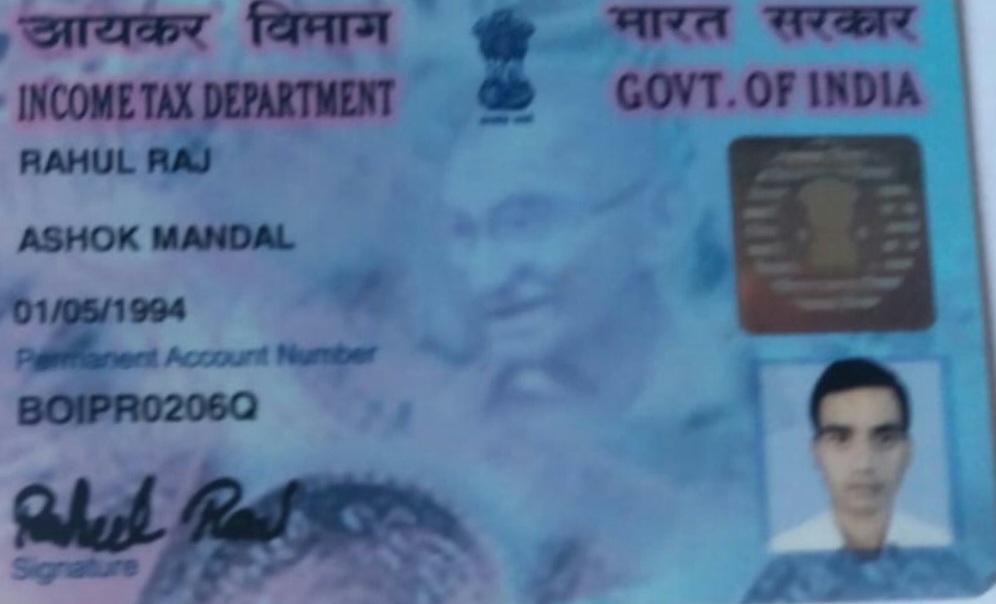 आयकर विभाग
भारत सरकार
INCOME TAX DEPARTMENT
GOVT. OF INDIA
RAHUL RAJ
ASHOK MANDAL
01/05/1994
Permanent Account Number
BOIPR0206Q
Rahul Raj
Signature